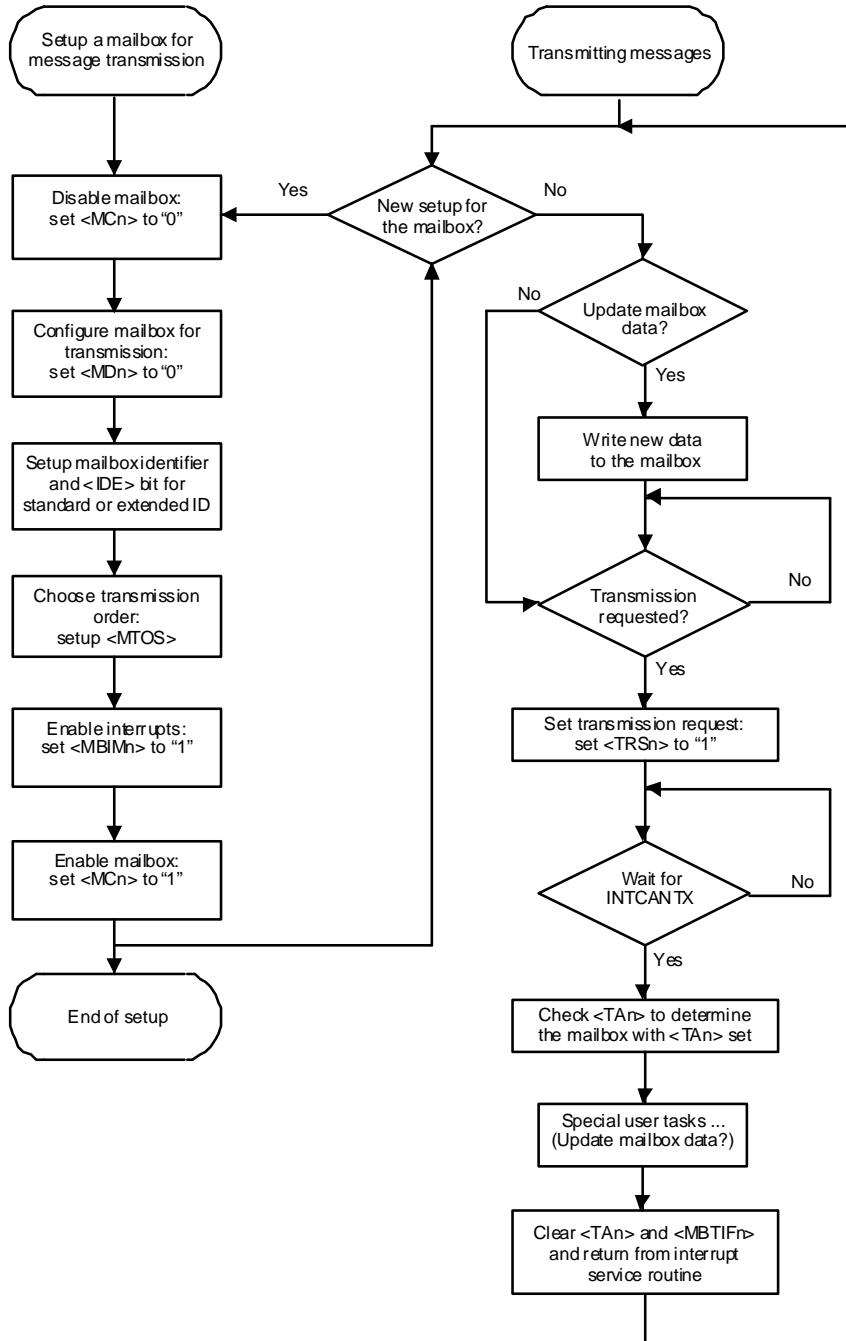 Setup a mailbox for
message transmission
Disable mailbox:
set <MCn> to “0”
Configure mailbox for
transmission:
set <MDn> to “0”
Setup mailbox identifier
and <IDE> bit for
standard or extended ID
Choose transmission
order:
setup <MTOS>
Enable interrupts:
set <MBIMn> to “1”
Enable mailbox:
set <MCn> to “1”
End of setup
Transmitting messages
Yes
New setup for
the mailbox?
No
No
Update mailbox
data?
Yes
Write new data
to the mailbox
Transmission
requested?
No
Yes
Set transmission request:
set <TRSn> to “1”
Wait for
INTCANTX
No
Yes
Check <TAn> to determine
the mailbox with <TAn> set
Special user tasks ...
(Update mailbox data?)
Clear <TAn> and <MBTIFn>
and return from interrupt
service routine